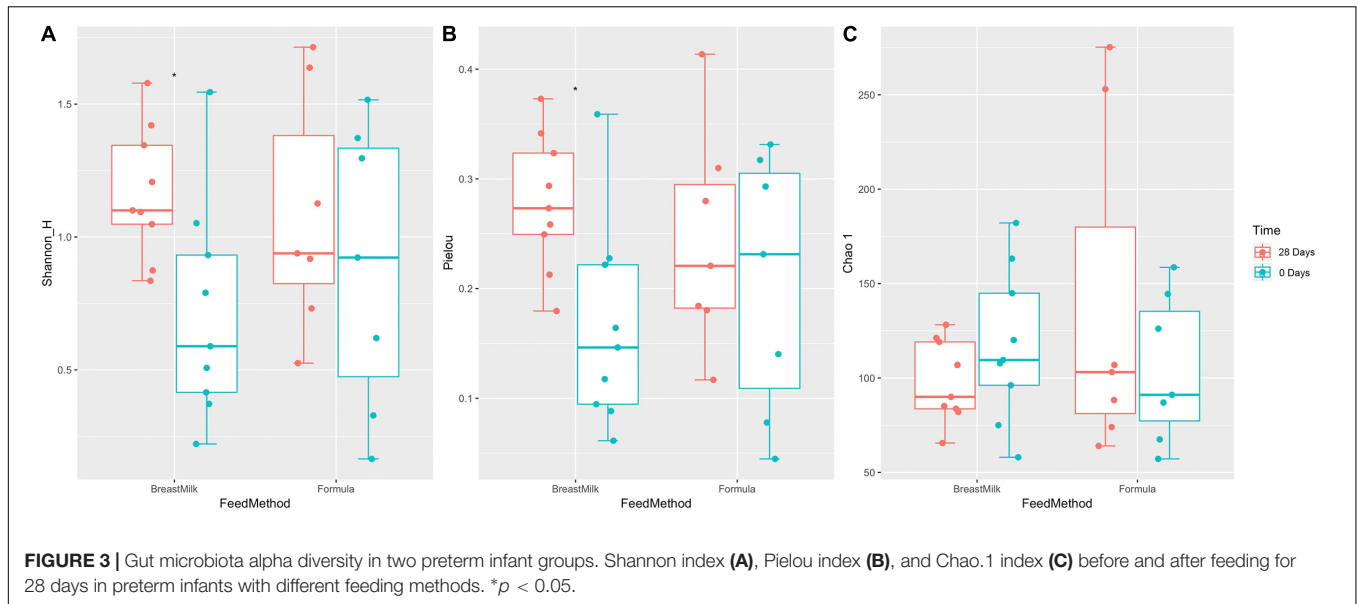 A
B
C
Shannon_H
1.5
1.0
0.5
*
BreastMilk
Formula
FeedMethod
Pielou
0.4
0.3
0.2
0.1
*
BreastMilk
Formula
FeedMethod
Chao 1
250
200
150
100
50
BreastMilk
Formula
FeedMethod
Time
28 Days
0 Days
FIGURE 3 | Gut microbiota alpha diversity in two preterm infant groups. Shannon index (A), Pielou index (B), and Chao.1 index (C) before and after feeding for
28 days in preterm infants with different feeding methods. *p < 0.05.